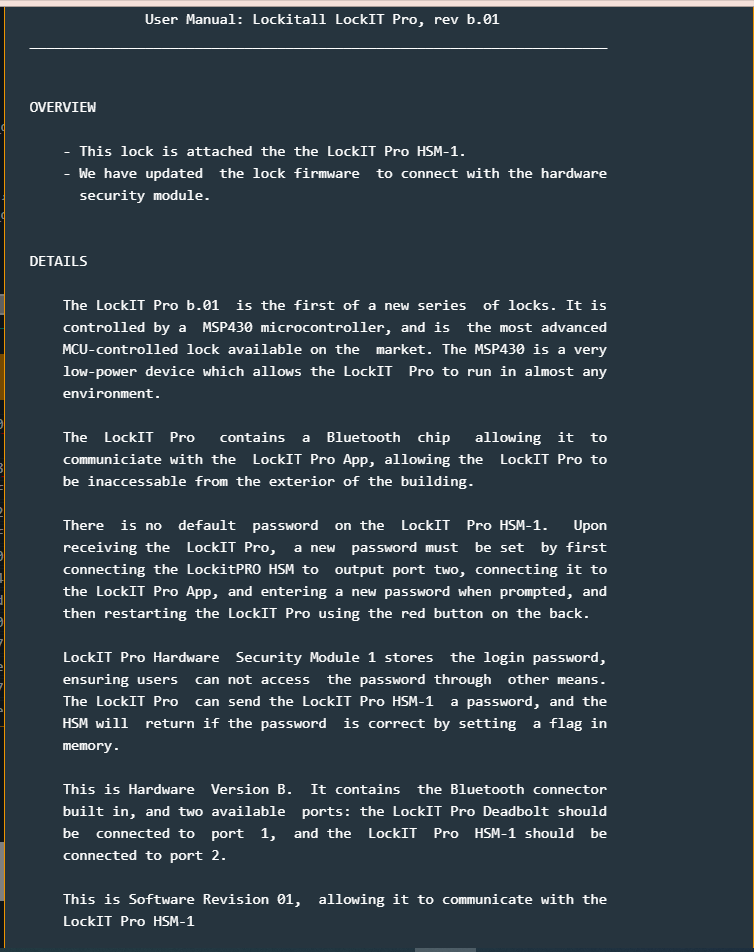 User Manual: Lockitall LockIT Pro, rev b.01
OVERVIEW
- This lock is attached the the LockIT Pro HSM-1.
- We have updated  the lock firmware  to connect with the hardware
security module.
DETAILS
The LockIT Pro b.01  is the first of a new series  of locks. It is
controlled by a  MSP430 microcontroller, and is  the most advanced
MCU-controlled lock available on the  market. The MSP430 is a very
low-power device which allows the LockIT  Pro to run in almost any
environment.
The  LockIT  Pro   contains  a  Bluetooth  chip   allowing  it  to
communiciate with the  LockIT Pro App, allowing the  LockIT Pro to
be inaccessable from the exterior of the building.
There  is no  default  password  on the  LockIT  Pro HSM-1.   Upon
receiving the  LockIT Pro,  a new  password must  be set  by first
connecting the LockitPRO HSM to  output port two, connecting it to
the LockIT Pro App, and entering a new password when prompted, and
then restarting the LockIT Pro using the red button on the back.
LockIT Pro Hardware  Security Module 1 stores  the login password,
ensuring users  can not access  the password through  other means.
The LockIT Pro  can send the LockIT Pro HSM-1  a password, and the
HSM will  return if the password  is correct by setting  a flag in
memory.
This is Hardware  Version B.  It contains  the Bluetooth connector
built in, and two available  ports: the LockIT Pro Deadbolt should
be  connected to  port  1,  and the  LockIT  Pro  HSM-1 should  be
connected to port 2.
This is Software Revision 01,  allowing it to communicate with the
LockIT Pro HSM-1